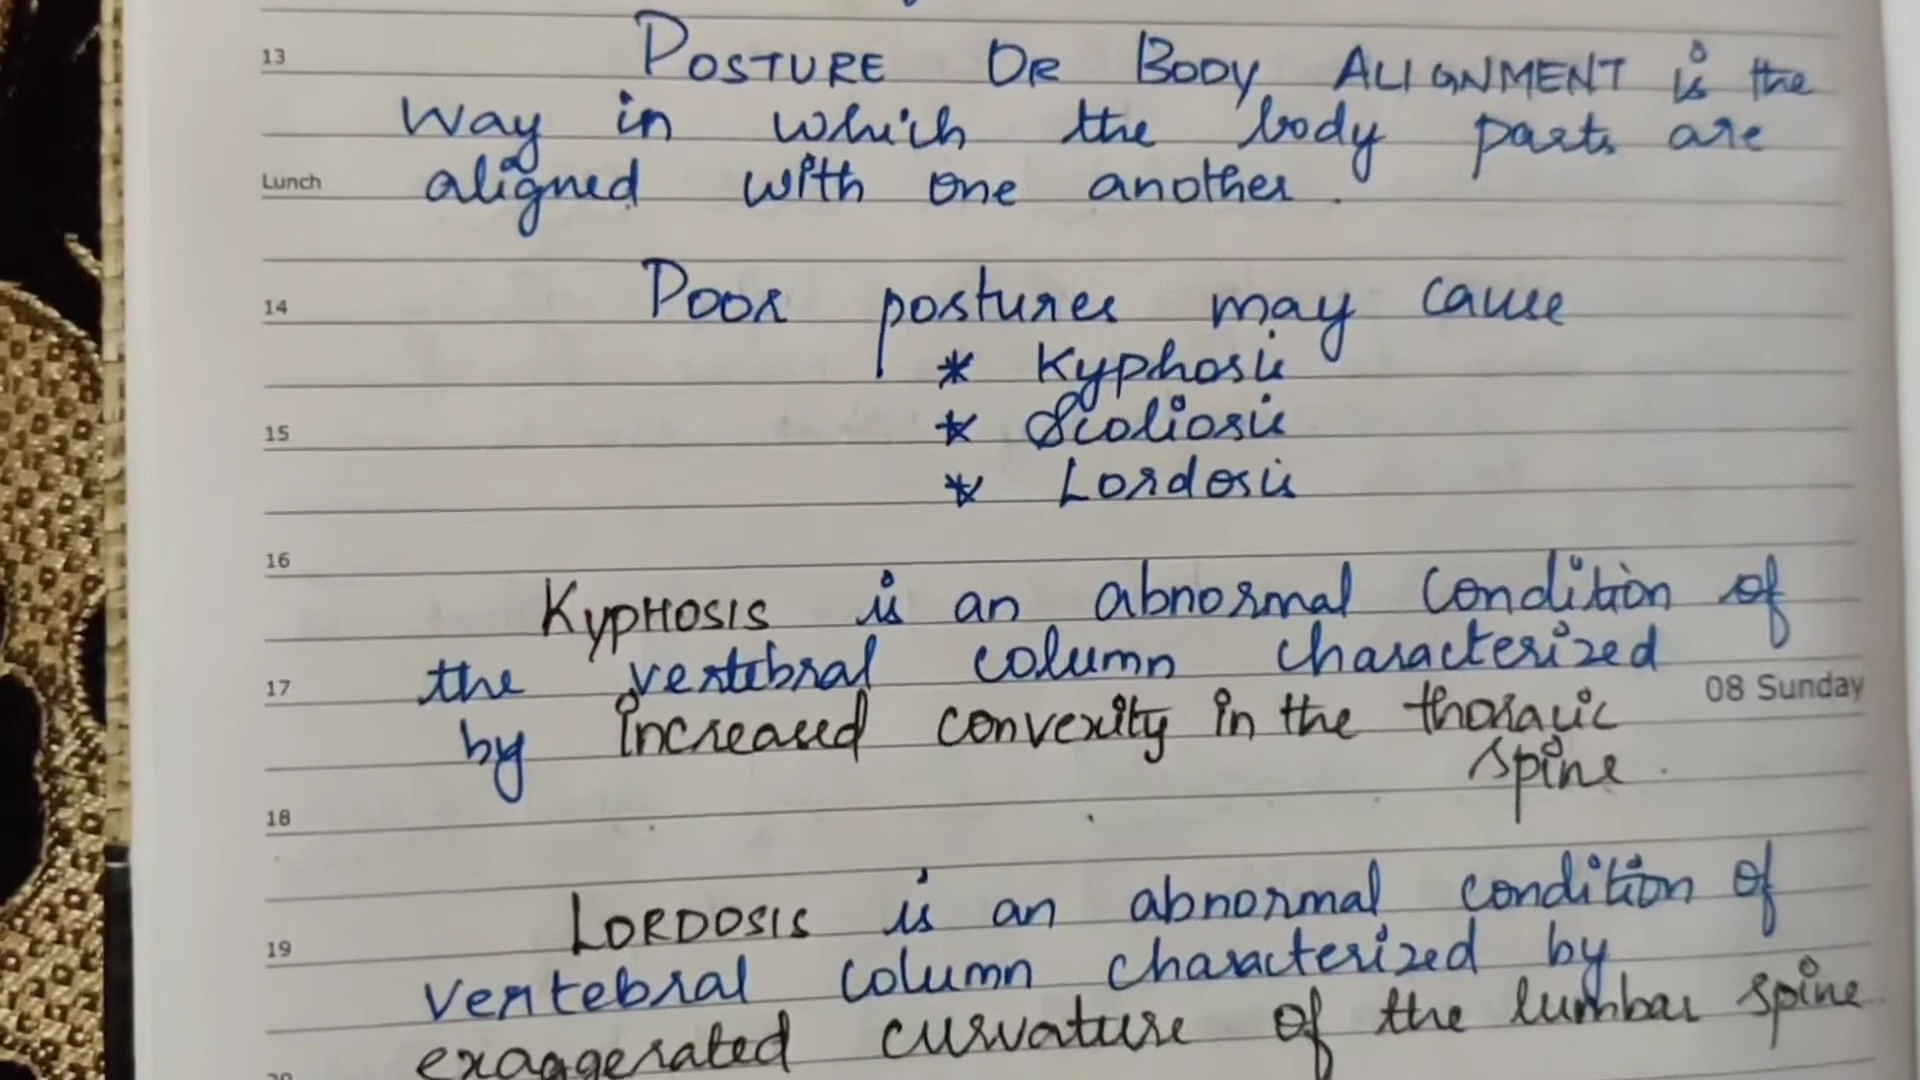 13 POSTURE OR BODY ALIGNMENT is the
way in which the body parts are
Lunch aligned with one another.
14 Poor postures may cause
* Kyphosis
15 * Scoliosis
* Lordosis
16
KYPHOSIS is an abnormal condition of
17 the vertebral column characterized
08 Sunday
by increased convexity in the thoracic
spine.
18
LORDOSIS is an abnormal condition of
19 vertebral column characterized by
exaggerated curvature of the lumbar spine
20